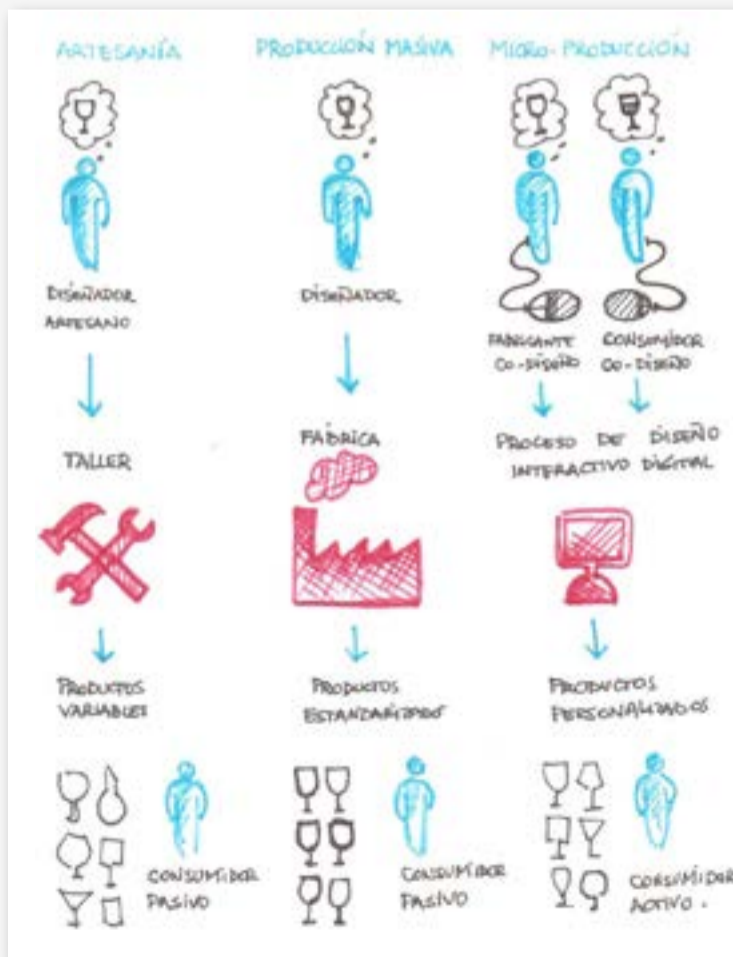 ARTESANÍA
DISEÑADOR
ARTESANO
TALLER
PRODUCTOS
VARIABLES
CONSUMIDOR
PASIVO
PRODUCCIÓN MASIVA
DISEÑADOR
FÁBRICA
PRODUCTOS
ESTANDARIZADO
CONSUMIDOR
PASIVO
MICRO-PRODUCCIÓN
FABRICANTE
CO-DISEÑO
CONSUMIDOR
CO-DISEÑO
PROCESO DE DISEÑO
INTERACTIVO DIGITAL
PRODUCTOS
PERSONALIZADOS
CONSUMIDOR
ACTIVO.